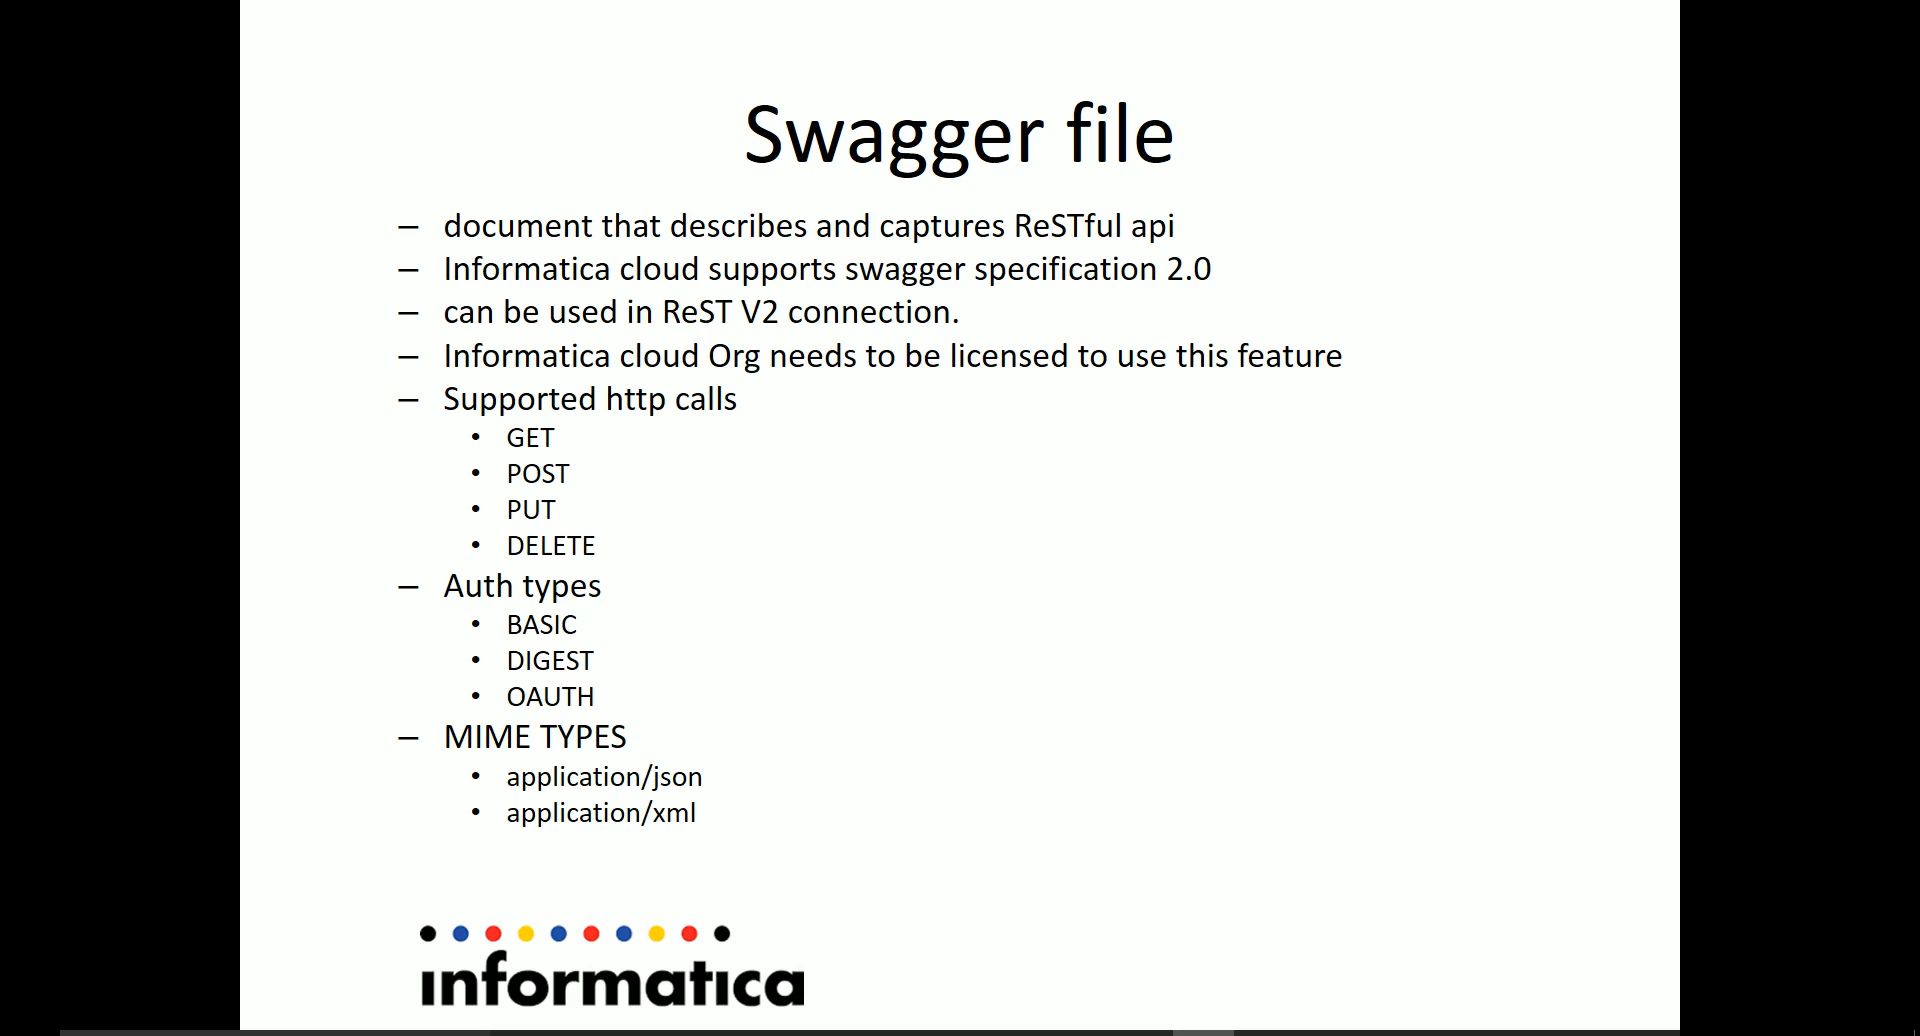 Swagger file
– document that describes and captures ReSTful api
– Informatica cloud supports swagger specification 2.0
– can be used in ReST V2 connection.
– Informatica cloud Org needs to be licensed to use this feature
– Supported http calls
• GET
• POST
• PUT
• DELETE
– Auth types
• BASIC
• DIGEST
• OAUTH
– MIME TYPES
• application/json
• application/xml
informatica